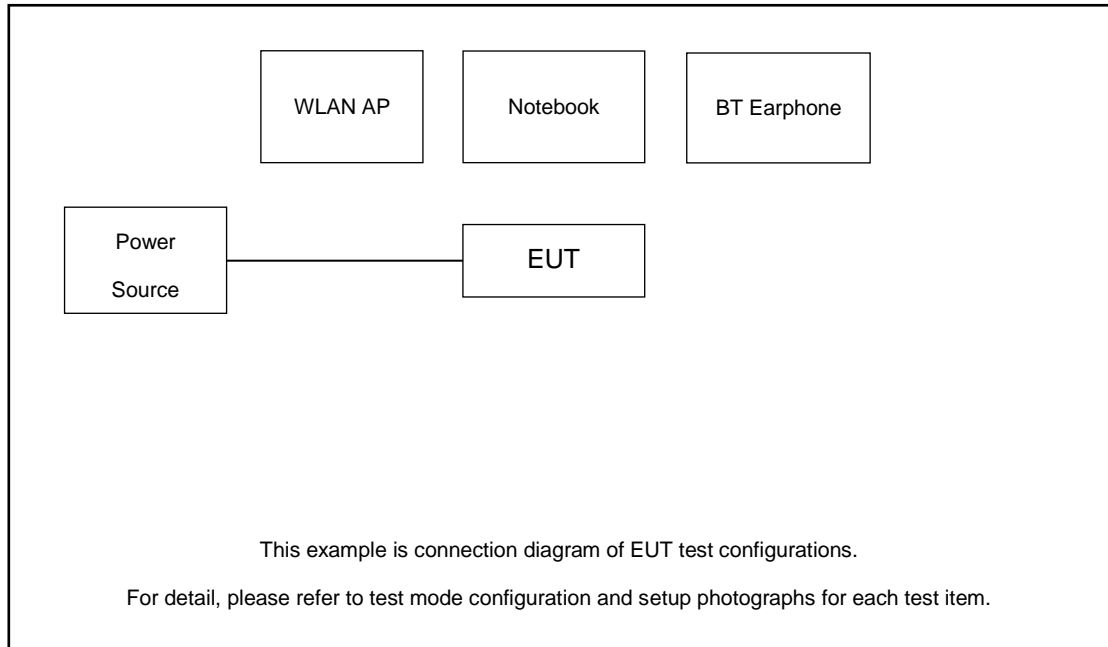 WLAN AP
Notebook
BT Earphone
Power
Source
EUT
This example is connection diagram of EUT test configurations.
For detail, please refer to test mode configuration and setup photographs for each test item.